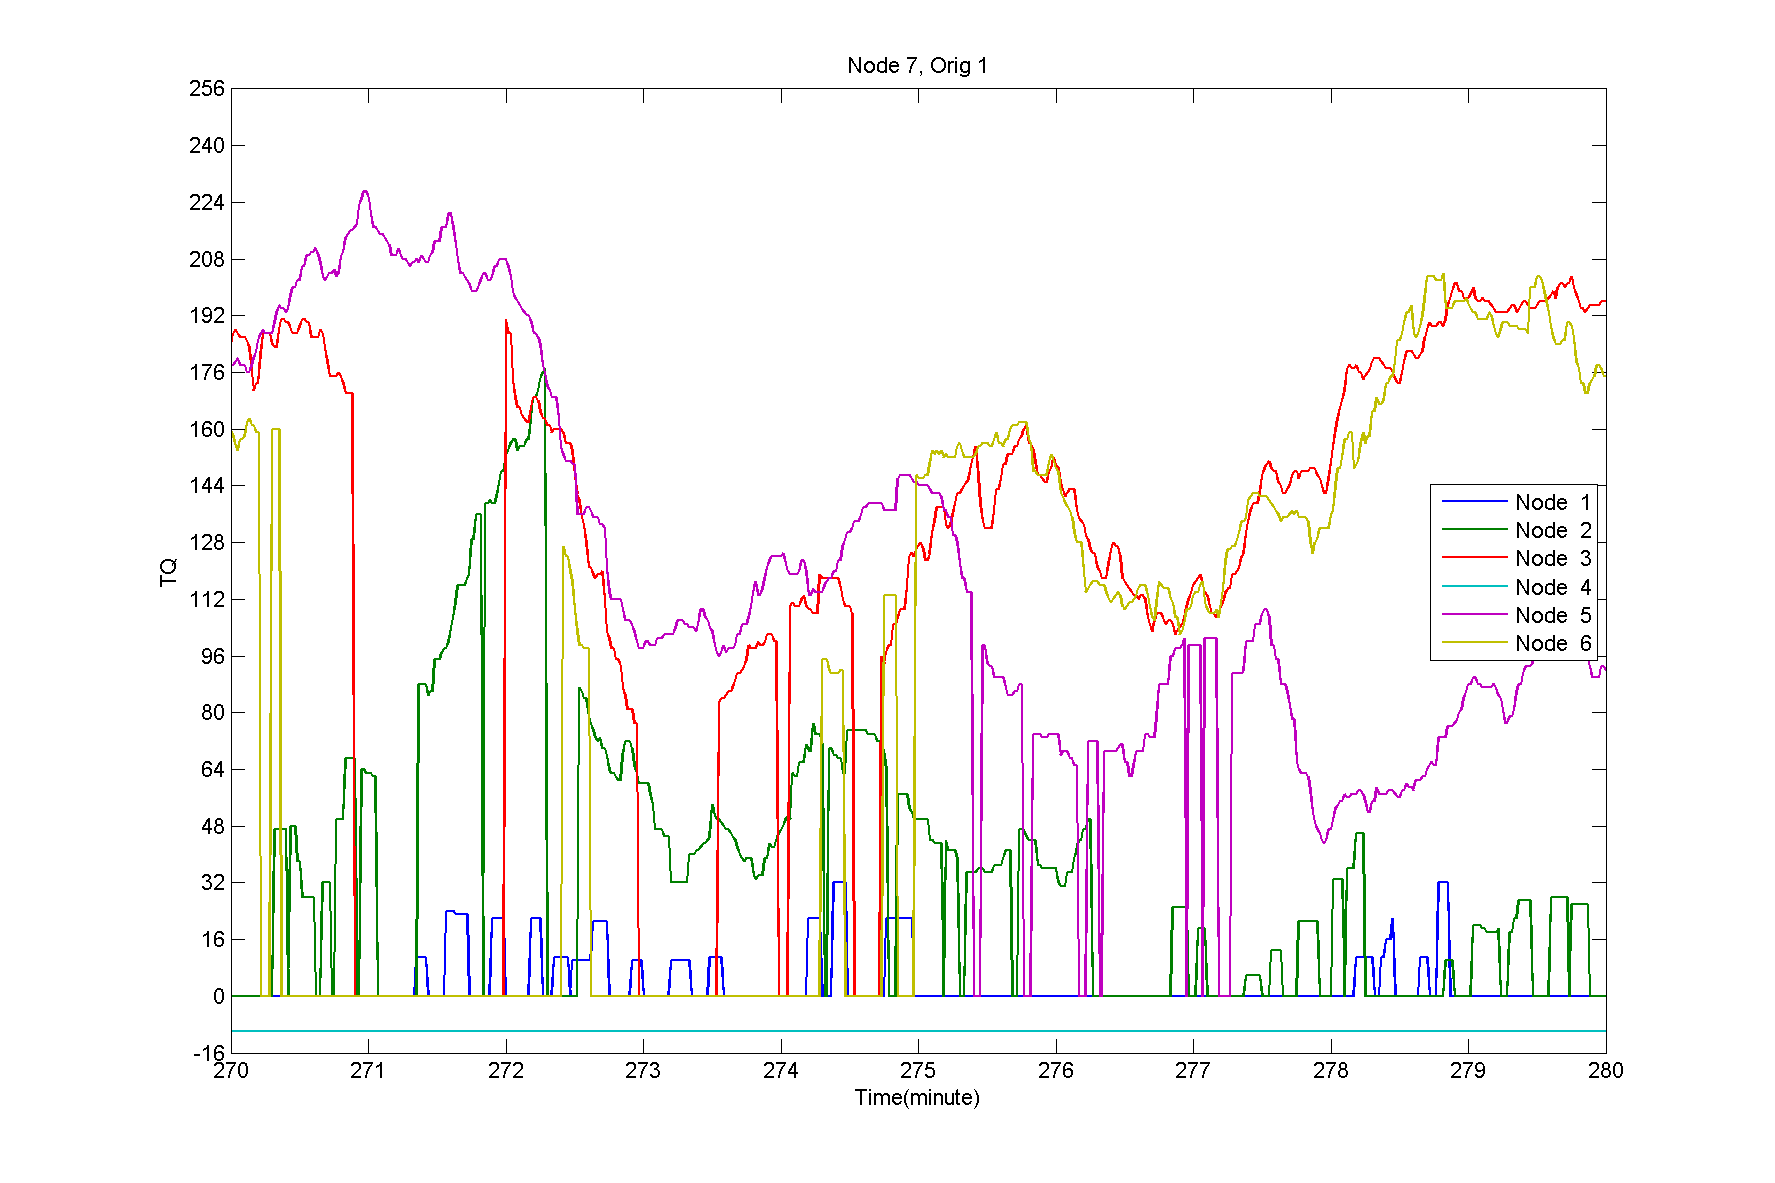 Node 7, Orig 1
256
240
224
208
192
176
160
144
128
112
96
80
64
48
32
16
0
-16
TQ
Node 1
Node 2
Node 3
Node 4
Node 5
Node 6
270 271 272 273 274 275 276 277 278 279 280
Time(minute)